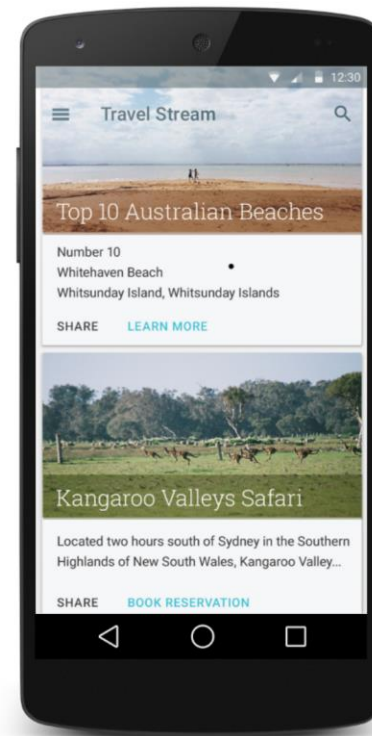 12:30
Travel Stream
Top 10 Australian Beaches
Number 10
Whitehaven Beach
Whitsunday Island, Whitsunday Islands
SHARE LEARN MORE
Kangaroo Valleys Safari
Located two hours south of Sydney in the Southern
Highlands of New South Wales, Kangaroo Valley...
SHARE BOOK RESERVATION